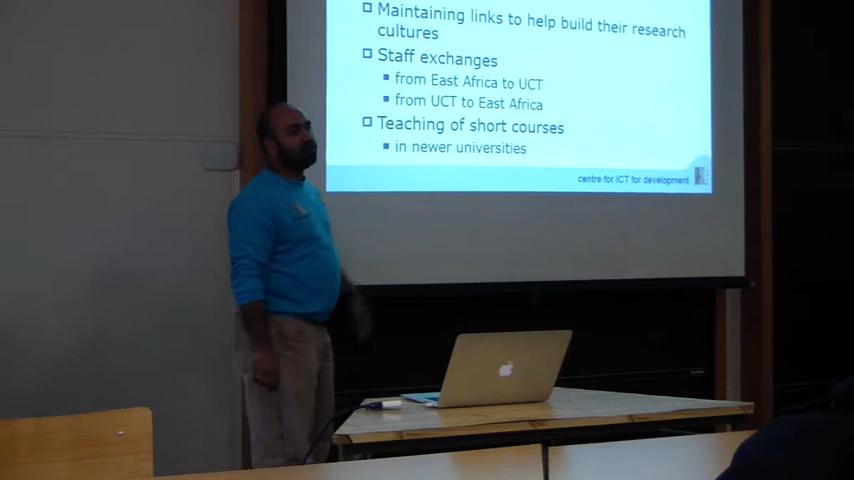 Maintaining links to help build their research
cultures
Staff exchanges
from East Africa to UCT
from UCT to East Africa
Teaching of short courses
in newer universities
centre for ICT for development